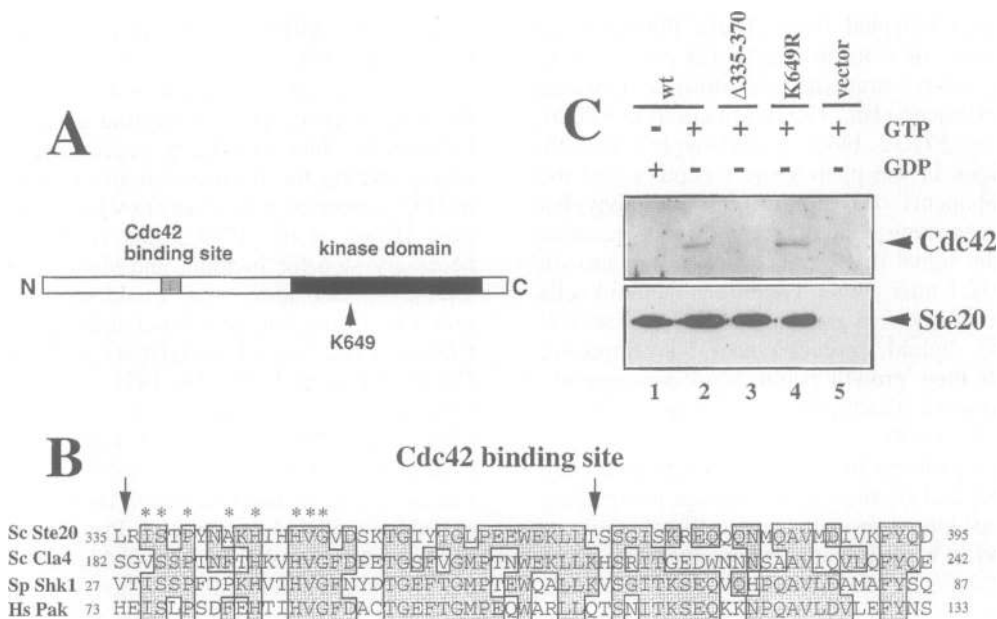 A
Cdc42
binding site
kinase domain
N
C
K649
C
wt
Δ335-370
K649R
vector
- + + + + GTP
+ - - - GDP
Cdc42
Ste20
1 2 3 4 5
B
Cdc42 binding site
* * * * * * * *
Sc Ste20 335 LRISTPYNAKHIHHVGVDSKTGIYTGLPEEWEKLLTSSGISKREQQQNMQAVMDIVKFYQD 395
Sc Cla4 182 SGVSSPTNFTHKVHVGFDPETGSFVGMPTNWEKLLKHSRITGEDWNNNSAAVIQVLQFYQD 242
Sp Shk1 27 VTISSPFDPKHVTHVGFNYDTGEFTGMPTEWQALLKVSGITKSEQVQHPQAVLDAMAFYSQ 87
Hs Pak 73 HEISLPSDFEHTIHVGFDACTGEFTGMPEQWARLLQTSNITKSEQKKNPQAVLDVLEFYNS 133